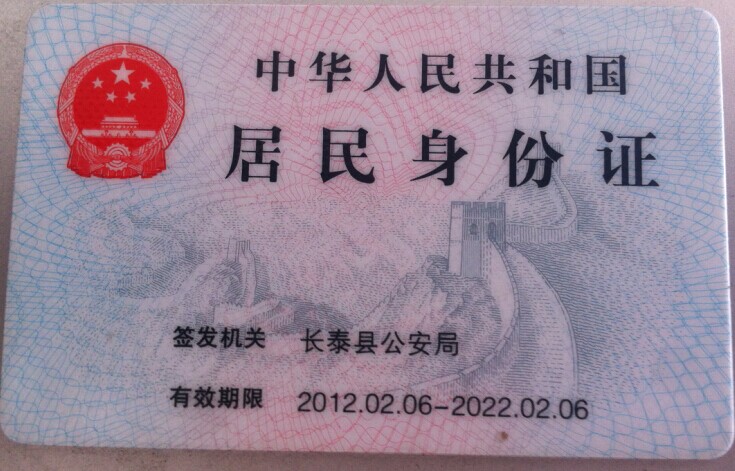 中华人民共和国
居民身份证
签发机关 长泰县公安局
有效期限 2012.02.06-2022.02.06